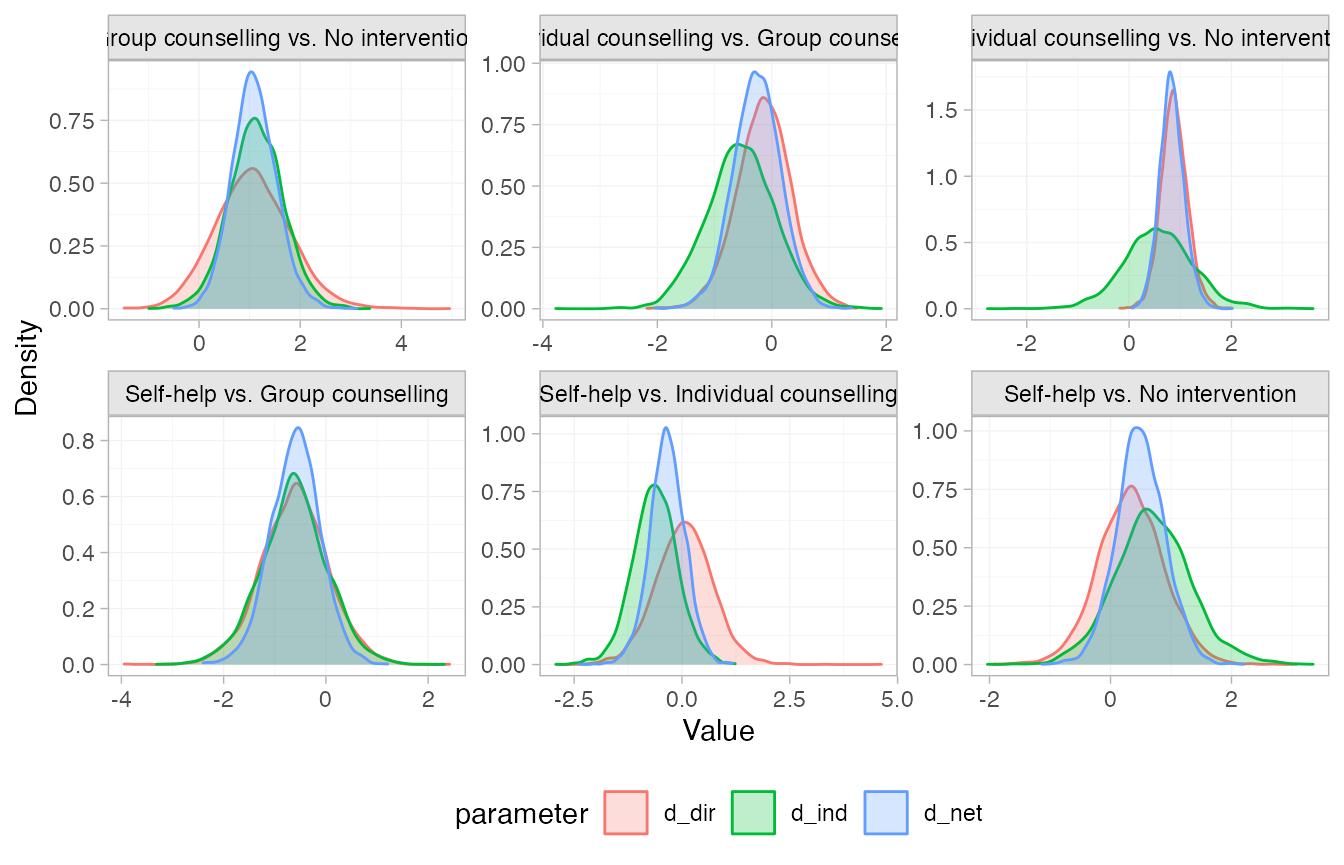 Group counselling vs. No interventio
vidual counselling vs. Group counse
ividual counselling vs. No intervent
0.00
0.25
0.50
0.75
0 2 4
0.00
0.25
0.50
0.75
1.00
-4 -2 0 2
0.0
0.5
1.0
1.5
-2 0 2
Self-help vs. Group counselling
Self-help vs. Individual counselling
Self-help vs. No intervention
0.0
0.2
0.4
0.6
0.8
-4 -2 0 2
0.00
0.25
0.50
0.75
1.00
-2.5 0.0 2.5 5.0
0.00
0.25
0.50
0.75
1.00
-2 0 2
Density
Value
parameter d_dir d_ind d_net